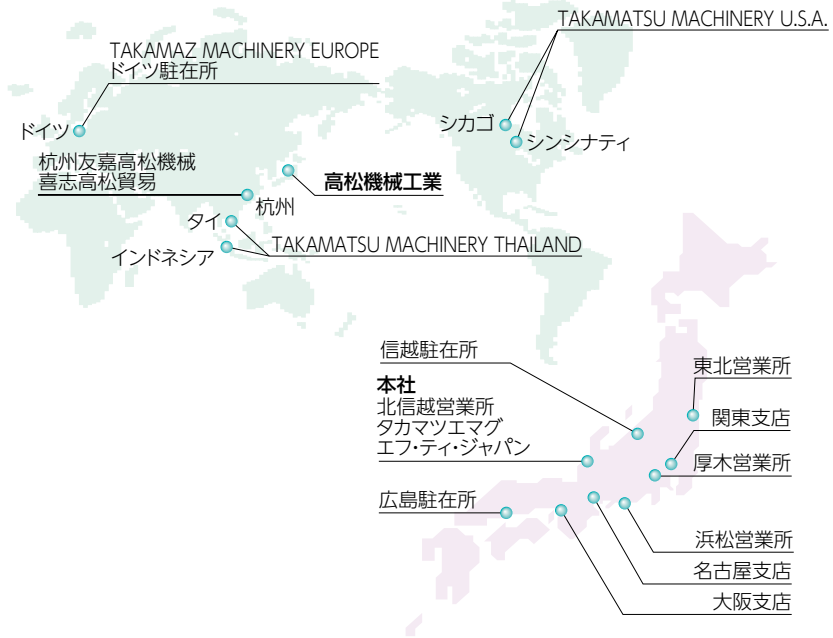 TAKAMATSU MACHINERY U.S.A.
TAKAMAZ MACHINERY EUROPE
ドイツ駐在所
ドイツ
シカゴ
シンシナティ
杭州友嘉高松機械
喜志高松貿易
高松機械工業
杭州
タイ
TAKAMATSU MACHINERY THAILAND
インドネシア
信越駐在所
東北営業所
本社
北信越営業所
タカマツエマグ
エフ・ティ・ジャパン
関東支店
厚木営業所
広島駐在所
浜松営業所
名古屋支店
大阪支店